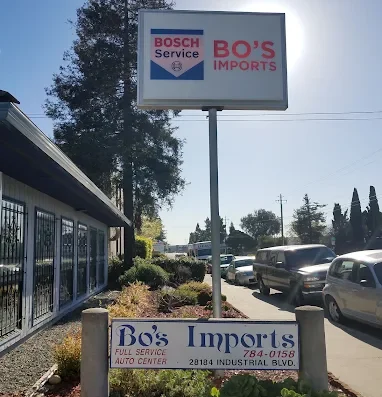 BOSCH
Service
BO'S
IMPORTS
Bo's Imports
FULL SERVICE
AUTO CENTER
784-0158
28184 INDUSTRIAL BLVD.